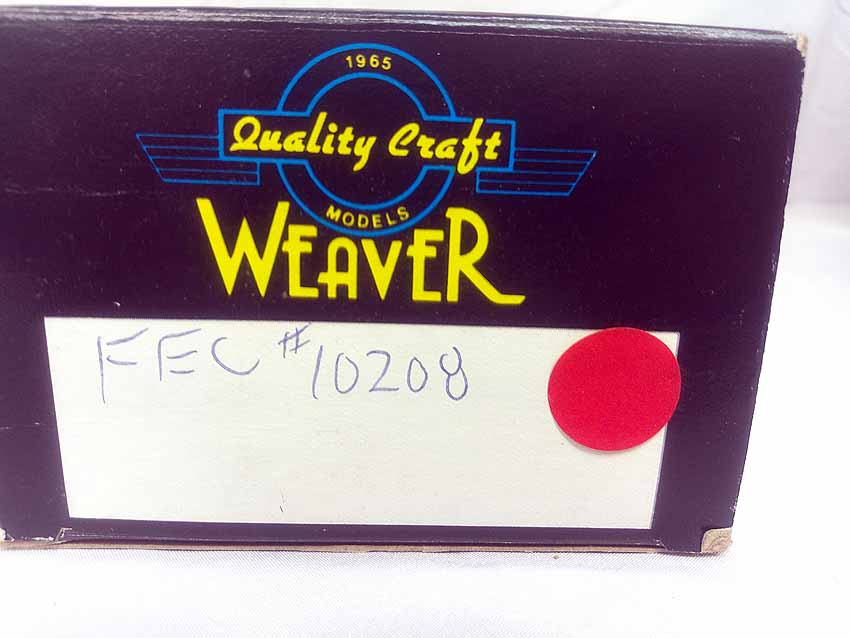 1965
Quality Craft
MODELS
WEAVER
FEC #10208